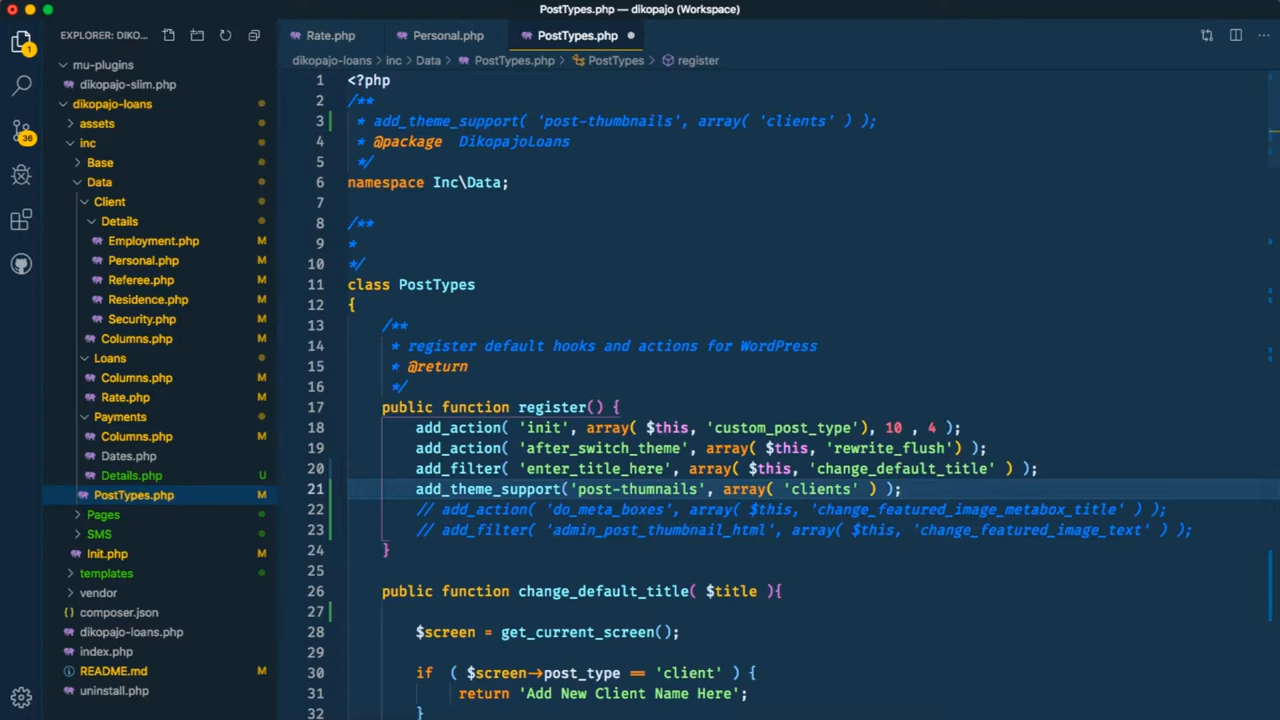 PostTypes.php — dikopajo (Workspace)
EXPLORER: DIKO...
Rate.php
Personal.php
PostTypes.php
dikopajo-loans > inc > Data > PostTypes.php > PostTypes > register
1
36
mu-plugins
dikopajo-slim.php
dikopajo-loans
assets
inc
Base
Data
Client
Details
Employment.php M
Personal.php M
Referee.php M
Residence.php M
Security.php M
Columns.php M
Loans
Columns.php M
Rate.php M
Payments
Columns.php M
Dates.php
Details.php U
PostTypes.php M
Pages
SMS
Init.php M
templates
vendor
composer.json
dikopajo-loans.php
index.php
README.md M
uninstall.php
1 <?php
2 /**
3 * add_theme_support( 'post-thumbnails', array( 'clients' ) );
4 * @package DikopajoLoans
5 */
6 namespace Inc\Data;
7
8 /**
9 *
10 */
11 class PostTypes
12 {
13 /**
14 * register default hooks and actions for WordPress
15 * @return
16 */
17 public function register() {
18 add_action( 'init', array( $this, 'custom_post_type'), 10 , 4 );
19 add_action( 'after_switch_theme', array( $this, 'rewrite_flush') );
20 add_filter( 'enter_title_here', array( $this, 'change_default_title' ) );
21 add_theme_support('post-thumnails', array( 'clients' ) );
22 // add_action( 'do_meta_boxes', array( $this, 'change_featured_image_metabox_title' ) );
23 // add_filter( 'admin_post_thumbnail_html', array( $this, 'change_featured_image_text' ) );
24 }
25
26 public function change_default_title( $title ){
27
28 $screen = get_current_screen();
29
30 if ( $screen->post_type == 'client' ) {
31 return 'Add New Client Name Here';
32 }